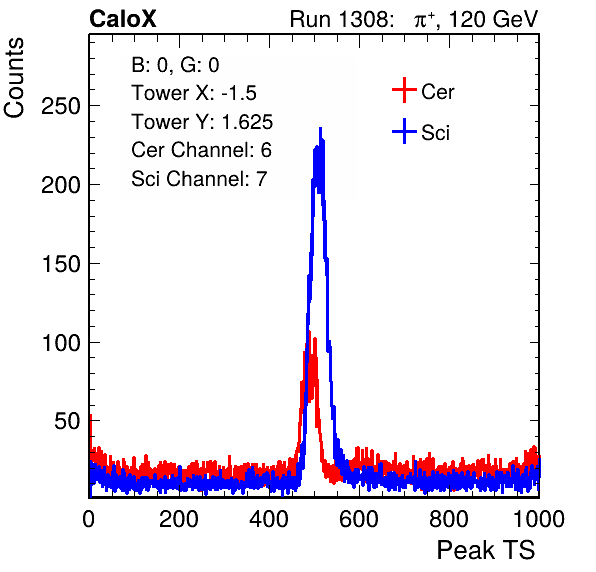 CaloX Run 1308: π⁺, 120 GeV
Counts
B: 0, G: 0
Tower X: -1.5
Tower Y: 1.625
Cer Channel: 6
Sci Channel: 7
Cer
Sci
250
200
150
100
50
0 200 400 600 800 1000
Peak TS